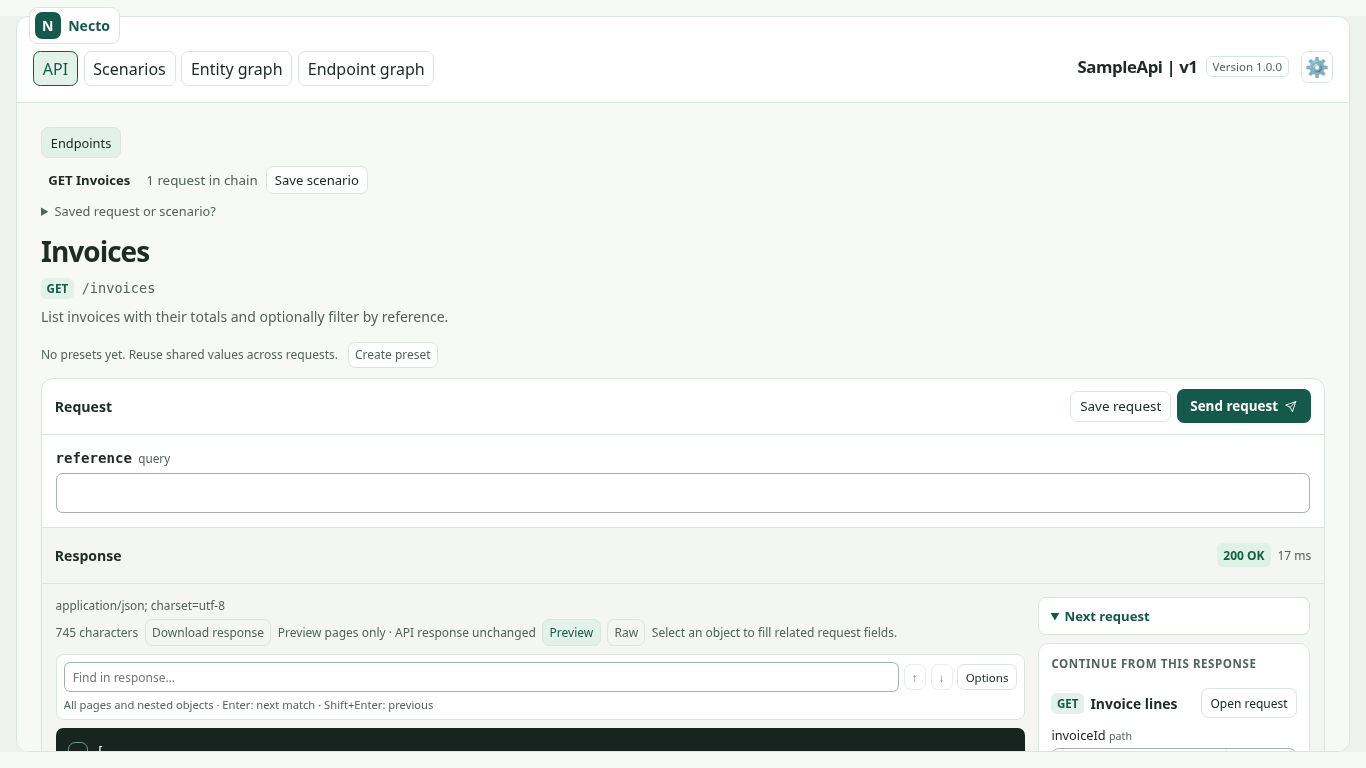 N Necto
API Scenarios Entity graph Endpoint graph
SampleApi | v1 Version 1.0.0
Endpoints
GET Invoices 1 request in chain Save scenario
Saved request or scenario?
Invoices
GET /invoices
List invoices with their totals and optionally filter by reference.
No presets yet. Reuse shared values across requests. Create preset
Request Save request Send request
reference query
Response 200 OK 17 ms
application/json; charset=utf-8
745 characters Download response Preview pages only · API response unchanged Preview Raw Select an object to fill related request fields.
Find in response... ↑ ↓ Options
All pages and nested objects · Enter: next match · Shift+Enter: previous
[
Next request
CONTINUE FROM THIS RESPONSE
GET Invoice lines Open request
invoiceId path